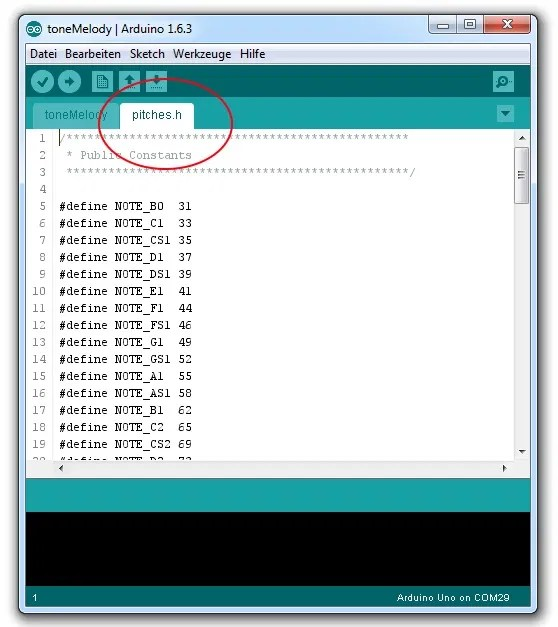 toneMelody | Arduino 1.6.3
Datei Bearbeiten Sketch Werkzeuge Hilfe
toneMelody pitches.h
1 /*************************************************
2 * Public Constants
3 *************************************************/
4
5 #define NOTE_B0 31
6 #define NOTE_C1 33
7 #define NOTE_CS1 35
8 #define NOTE_D1 37
9 #define NOTE_DS1 39
10 #define NOTE_E1 41
11 #define NOTE_F1 44
12 #define NOTE_FS1 46
13 #define NOTE_G1 49
14 #define NOTE_GS1 52
15 #define NOTE_A1 55
16 #define NOTE_AS1 58
17 #define NOTE_B1 62
18 #define NOTE_C2 65
19 #define NOTE_CS2 69
20 #define NOTE_D2 73
1 Arduino Uno on COM29